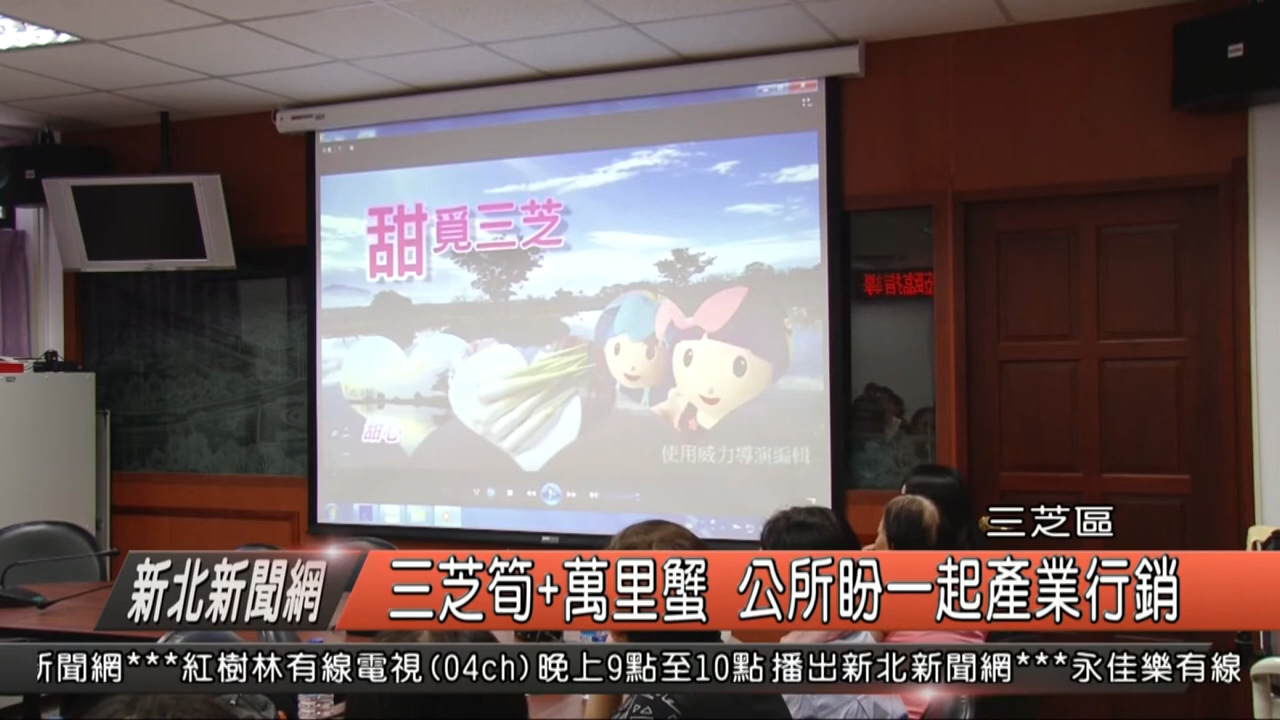 甜覓三芝
甜心
使用威力導演編輯
三芝區
新北新聞網
三芝筍+萬里蟹 公所盼一起產業行銷
新聞網***紅樹林有線電視(04ch)晚上9點至10點播出新北新聞網***永佳樂有線